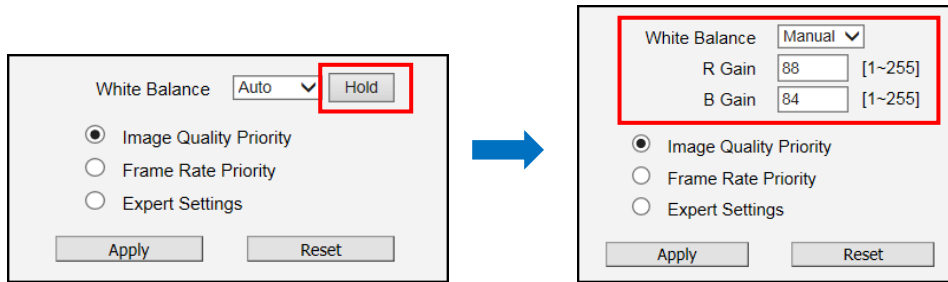 White Balance Auto Hold
Image Quality Priority
Frame Rate Priority
Expert Settings
Apply Reset
White Balance Manual
R Gain 88 [1~255]
B Gain 84 [1~255]
Image Quality Priority
Frame Rate Priority
Expert Settings
Apply Reset